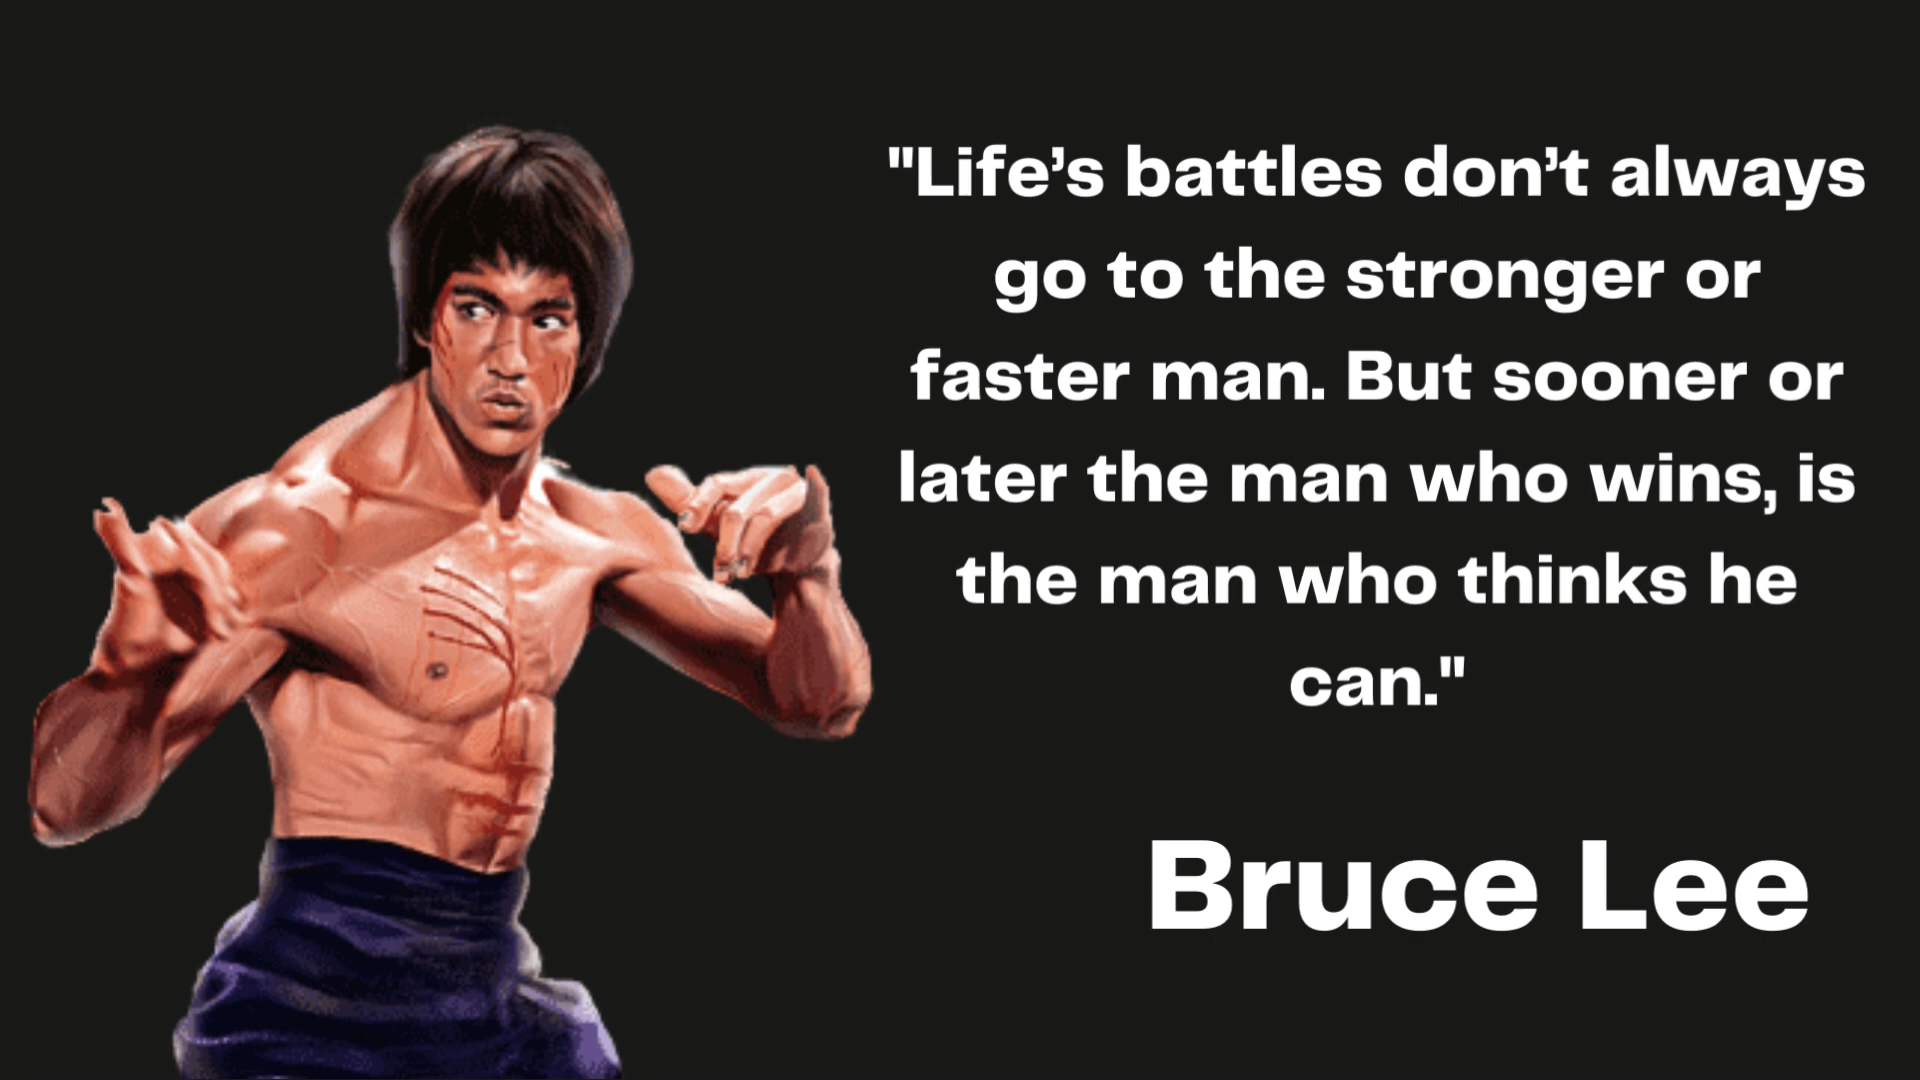 "Life’s battles don’t always
go to the stronger or
faster man. But sooner or
later the man who wins, is
the man who thinks he
can."
Bruce Lee